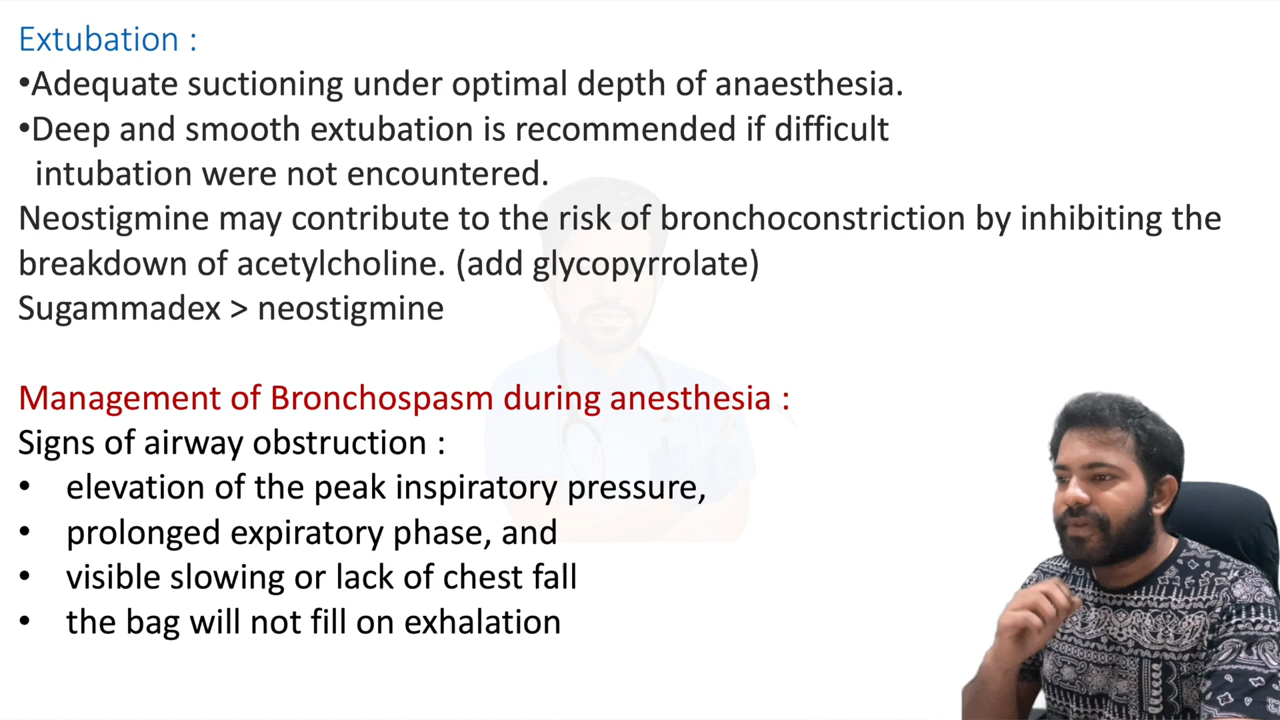 Extubation :
•Adequate suctioning under optimal depth of anaesthesia.
•Deep and smooth extubation is recommended if difficult
intubation were not encountered.
Neostigmine may contribute to the risk of bronchoconstriction by inhibiting the
breakdown of acetylcholine. (add glycopyrrolate)
Sugammadex > neostigmine
Management of Bronchospasm during anesthesia :
Signs of airway obstruction :
• elevation of the peak inspiratory pressure,
• prolonged expiratory phase, and
• visible slowing or lack of chest fall
• the bag will not fill on exhalation